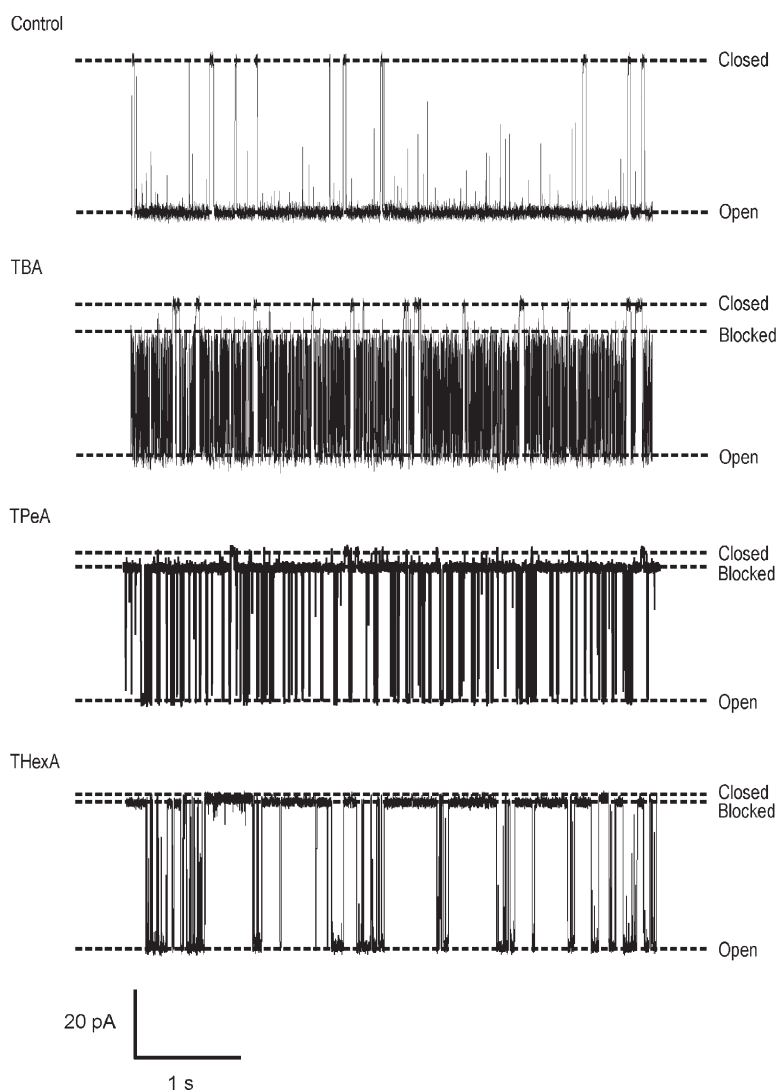 Control
Closed
Open
TBA
Closed
Blocked
Open
TPeA
Closed
Blocked
Open
THexA
Closed
Blocked
Open
20 pA
1 s